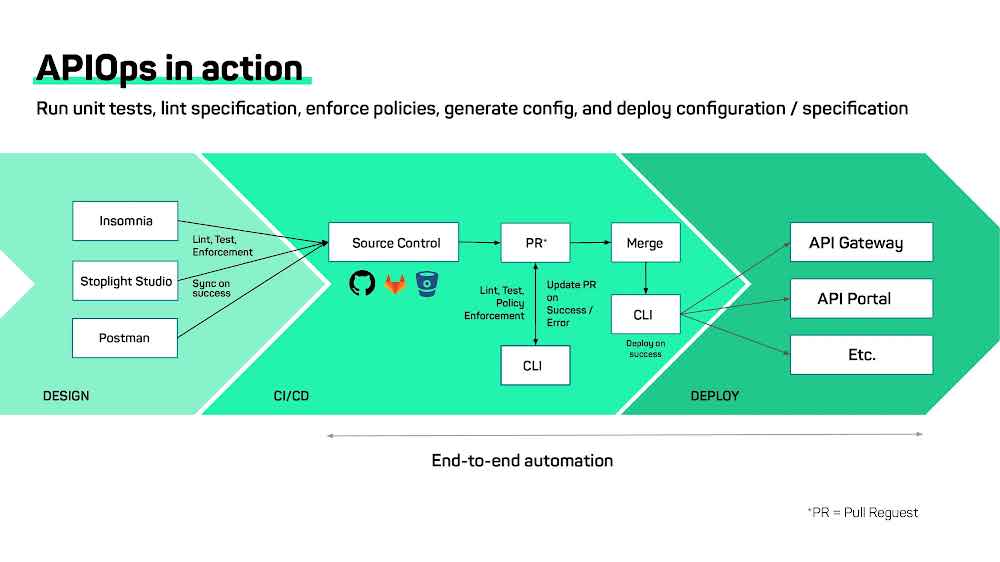 APIOps in action
Run unit tests, lint specification, enforce policies, generate config, and deploy configuration / specification
Insomnia
Stoplight Studio
Postman
Lint, Test,
Enforcement
Sync on
success
DESIGN
Source Control
PR*
Merge
Lint, Test,
Policy
Enforcement
Update PR
on
Success /
Error
CLI
CLI
Deploy on
success
CI/CD
API Gateway
API Portal
Etc.
DEPLOY
End-to-end automation
*PR = Pull Request